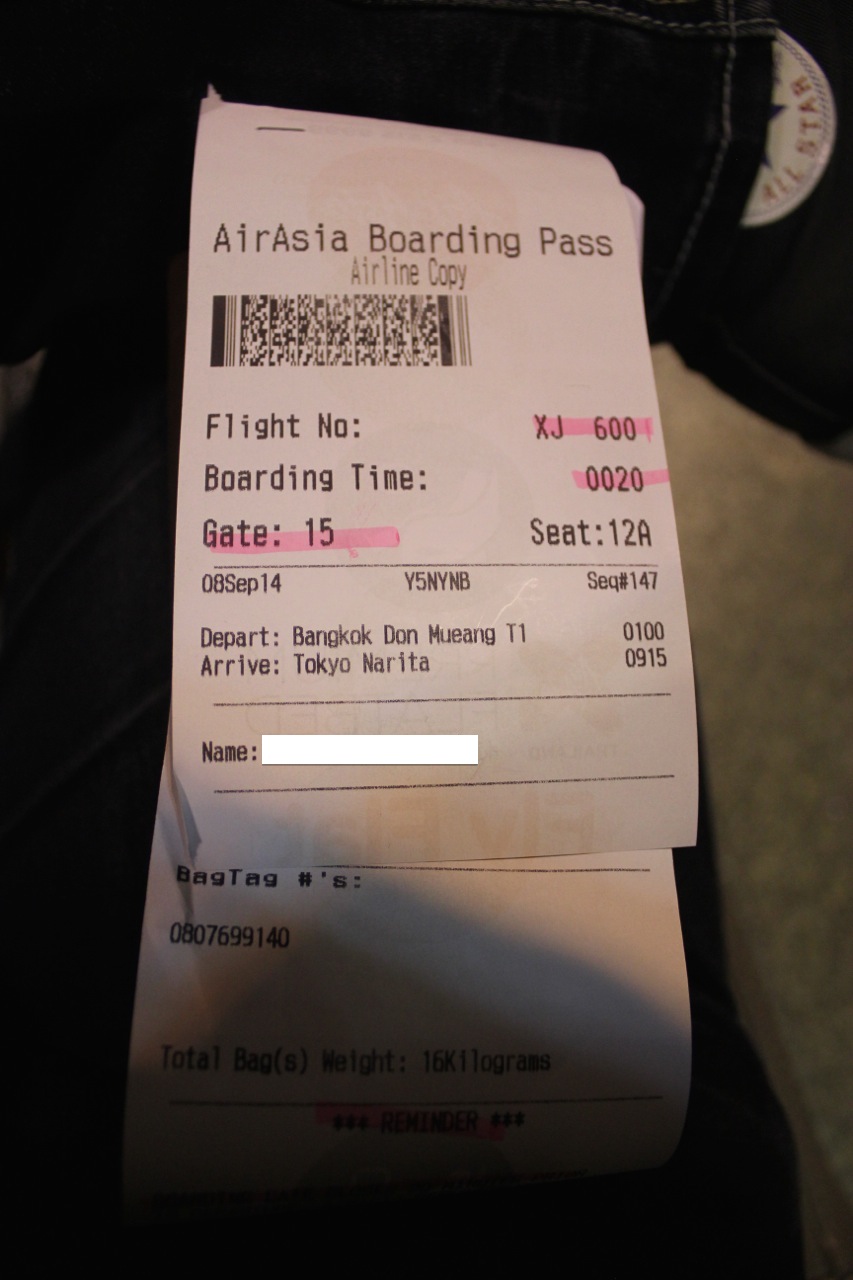 ALL STAR
AirAsia Boarding Pass
Airline Copy
Flight No: XJ 600
Boarding Time: 0020
Gate: 15 Seat:12A
08Sep14 Y5NYNB Seq#147
Depart: Bangkok Don Mueang T1 0100
Arrive: Tokyo Narita 0915
Name:
BagTag #'s:
0807699140
Total Bag(s) Weight: 16Kilograms
*** REMINDER ***